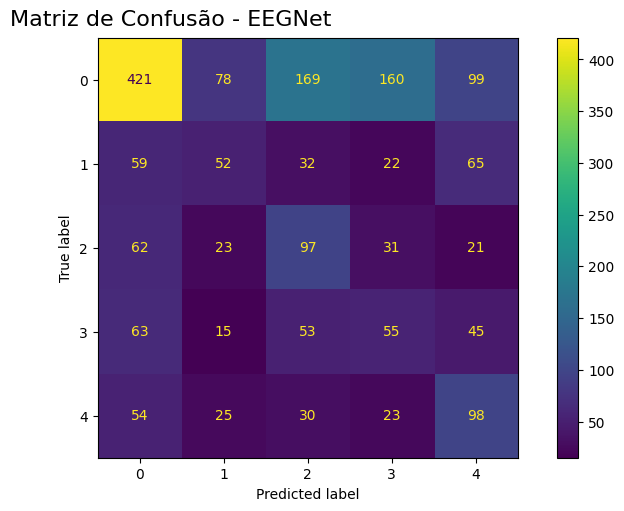 Matriz de Confusão - EEGNet
0 421 78 169 160 99
1 59 52 32 22 65
2 62 23 97 31 21
3 63 15 53 55 45
4 54 25 30 23 98
0 1 2 3 4
True label
Predicted label
400
350
300
250
200
150
100
50